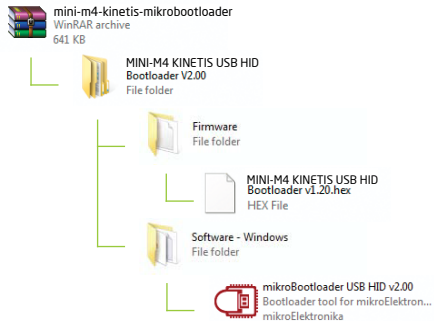 mini-m4-kinetis-mikrobootloader
WinRAR archive
641 KB
MINI-M4 KINETIS USB HID
Bootloader V2.00
File folder
Firmware
File folder
MINI-M4 KINETIS USB HID
Bootloader v1.20.hex
HEX File
Software - Windows
File folder
mikroBootloader USB HID v2.00
Bootloader tool for mikroElektron...
mikroElektronika